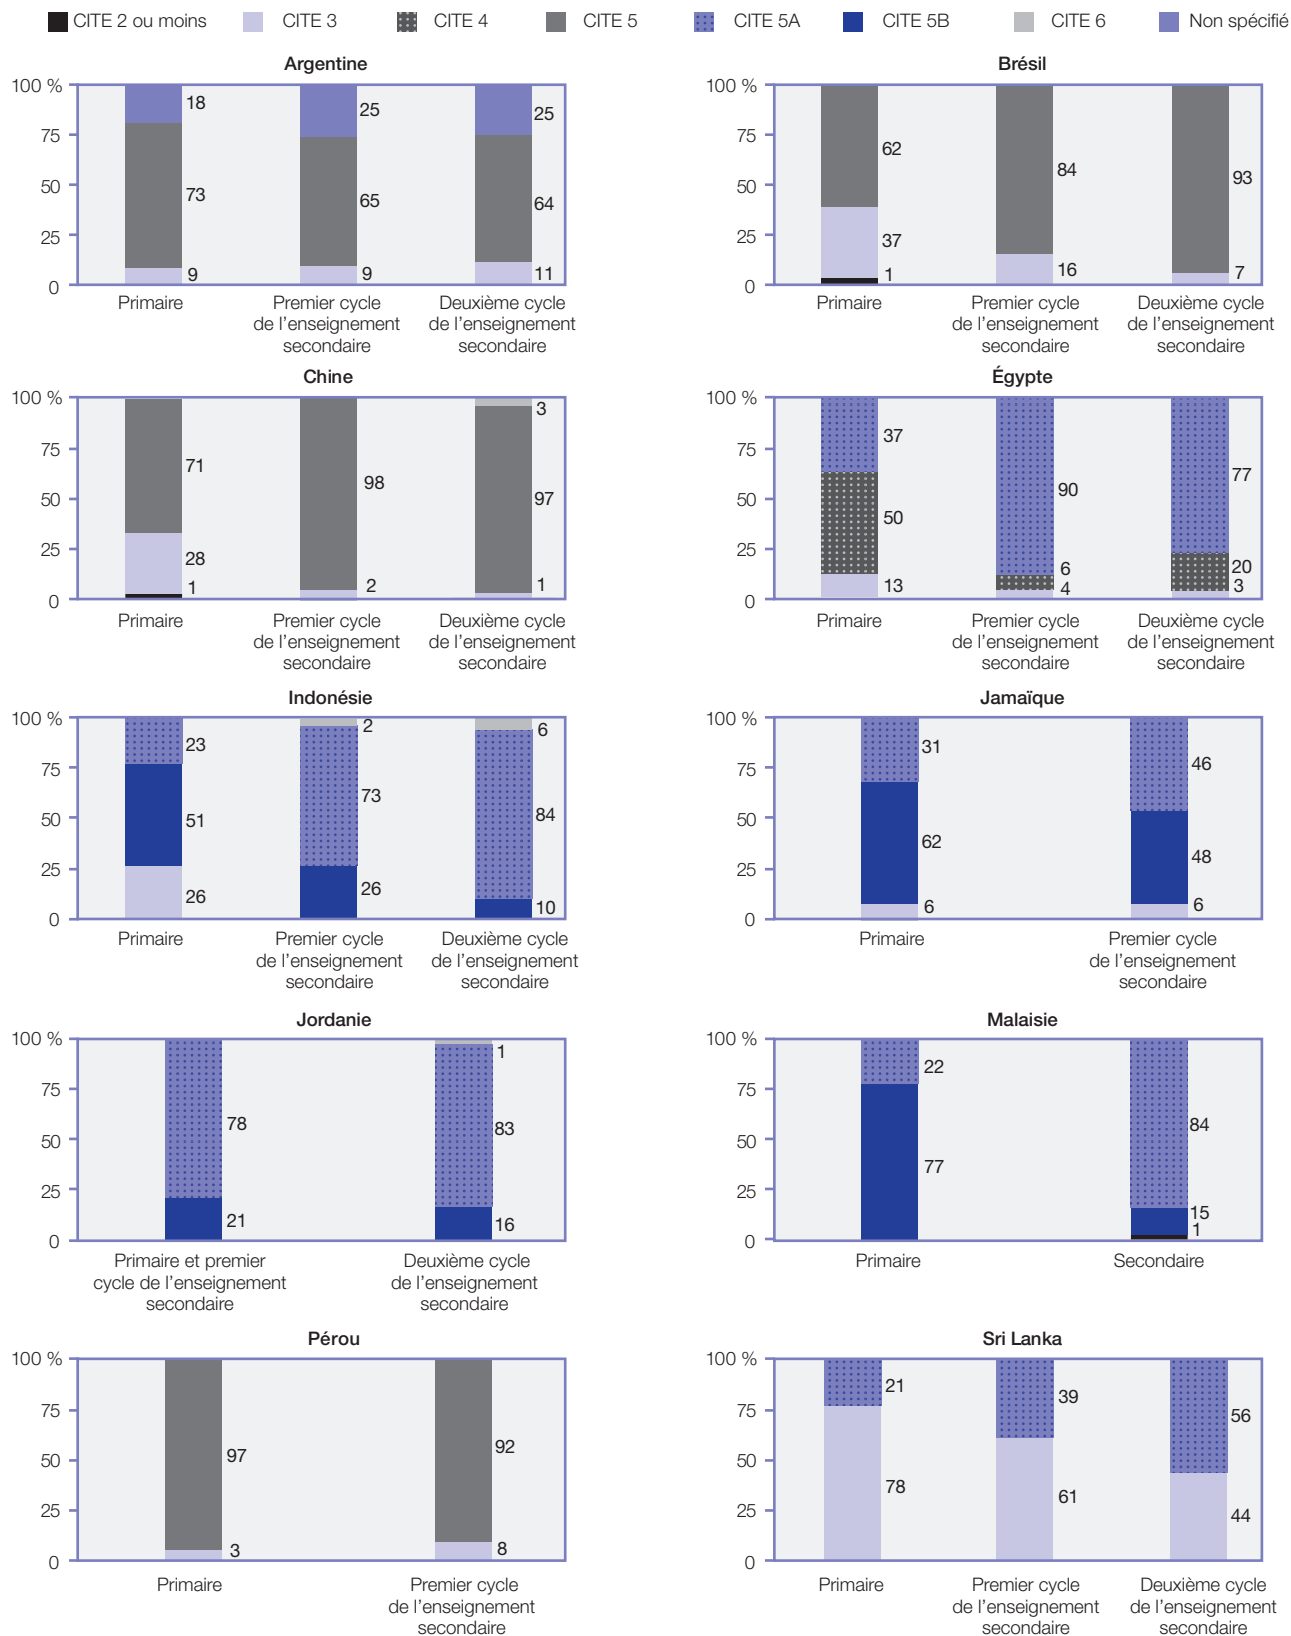 CITE 2 ou moins CITE 3 CITE 4 CITE 5 CITE 5A CITE 5B CITE 6 Non spécifié
Argentine
100 %
75
50
25
0
18
73
9
25
65
9
25
64
11
Primaire
Premier cycle
de l'enseignement
secondaire
Deuxième cycle
de l'enseignement
secondaire
Brésil
100 %
75
50
25
0
62
37
1
84
16
93
7
Primaire
Premier cycle
de l'enseignement
secondaire
Deuxième cycle
de l'enseignement
secondaire
Chine
100 %
75
50
25
0
71
28
1
98
2
3
97
1
Primaire
Premier cycle
de l'enseignement
secondaire
Deuxième cycle
de l'enseignement
secondaire
Égypte
100 %
75
50
25
0
37
50
13
90
6
4
77
20
3
Primaire
Premier cycle
de l'enseignement
secondaire
Deuxième cycle
de l'enseignement
secondaire
Indonésie
100 %
75
50
25
0
23
51
26
2
73
26
6
84
10
Primaire
Premier cycle
de l'enseignement
secondaire
Deuxième cycle
de l'enseignement
secondaire
Jamaïque
100 %
75
50
25
0
31
62
6
46
48
6
Primaire
Premier cycle
de l'enseignement
secondaire
Jordanie
100 %
75
50
25
0
78
21
1
83
16
Primaire et premier
cycle de l'enseignement
secondaire
Deuxième cycle
de l'enseignement
secondaire
Malaisie
100 %
75
50
25
0
22
77
84
15
1
Primaire
Secondaire
Pérou
100 %
75
50
25
0
97
3
92
8
Primaire
Premier cycle
de l'enseignement
secondaire
Sri Lanka
100 %
75
50
25
0
21
78
39
61
56
44
Primaire
Premier cycle
de l'enseignement
secondaire
Deuxième cycle
de l'enseignement
secondaire